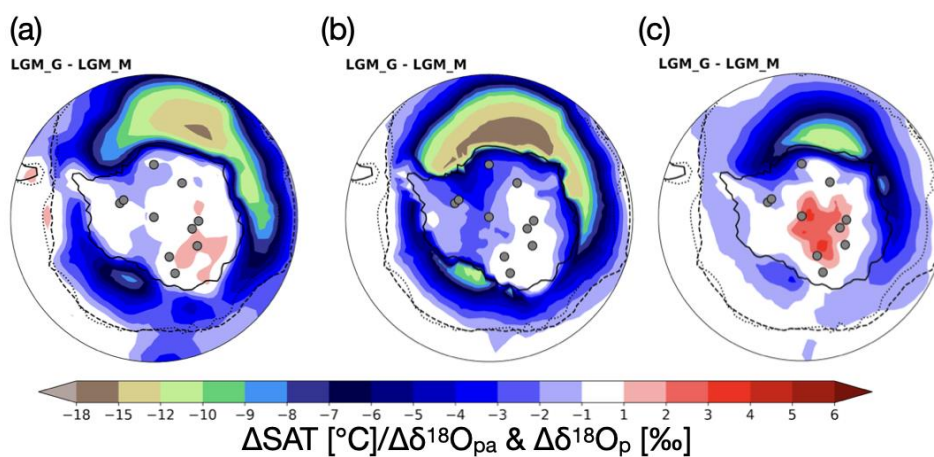 (a) (b) (c)
LGM_G - LGM_M LGM_G - LGM_M LGM_G - LGM_M
−18 −15 −12 −10 −9 −8 −7 −6 −5 −4 −3 −2 −1 1 2 3 4 5 6
ΔSAT [°C]/Δδ¹⁸Oₚₐ & Δδ¹⁸Oₚ [‰]